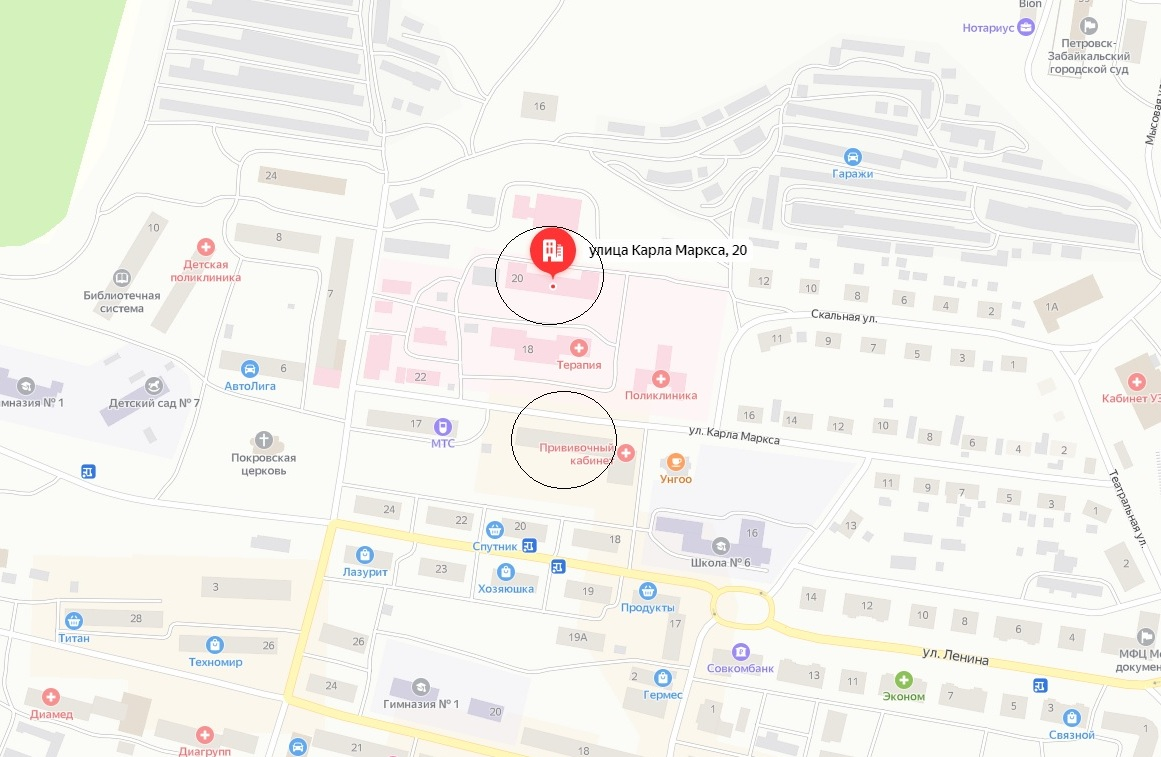 Bion
Нотариус
Петровск-
Забайкальский
городской суд
16
Мысовая ул
Гаражи
24
10
8
Детская
поликлиника
Библиотечная
система
7
улица Карла Маркса, 20
20
12
10
8
6
4
2
1А
Скальная ул.
11
9
7
5
3
1
18
Терапия
22
Поликлиника
Кабинет УЗ
АвтоЛига
6
имназия № 1
Детский сад № 7
17
МТС
Покровская
церковь
Прививочный
кабинет
Унгоо
ул. Карла Маркса
16
14
12
10
8
6
4
2
11
9
7
5
3
1
13
Театральная ул.
2
24
22
20
18
Спутник
16
Школа № 6
Лазурит
23
Хозяюшка
19
Продукты
17
3
28
Титан
26
Техномир
26
19А
14
12
10
8
6
4
ул. Ленина
МФЦ Мо
докумен
Совкомбанк
13
11
Эконом
7
5
3
1
Связной
24
Гимназия № 1
20
2
Гермес
1
Диамед
Диагрупп
21
18